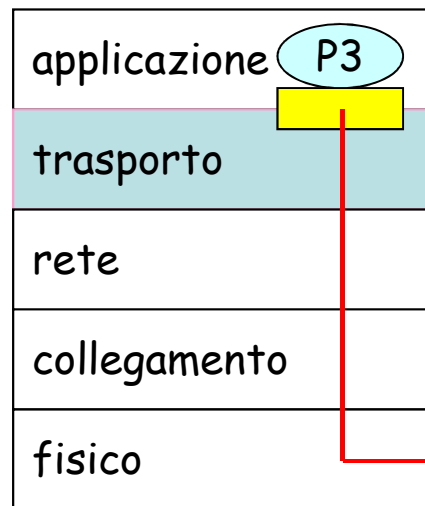 applicazione P3
trasporto
rete
collegamento
fisico